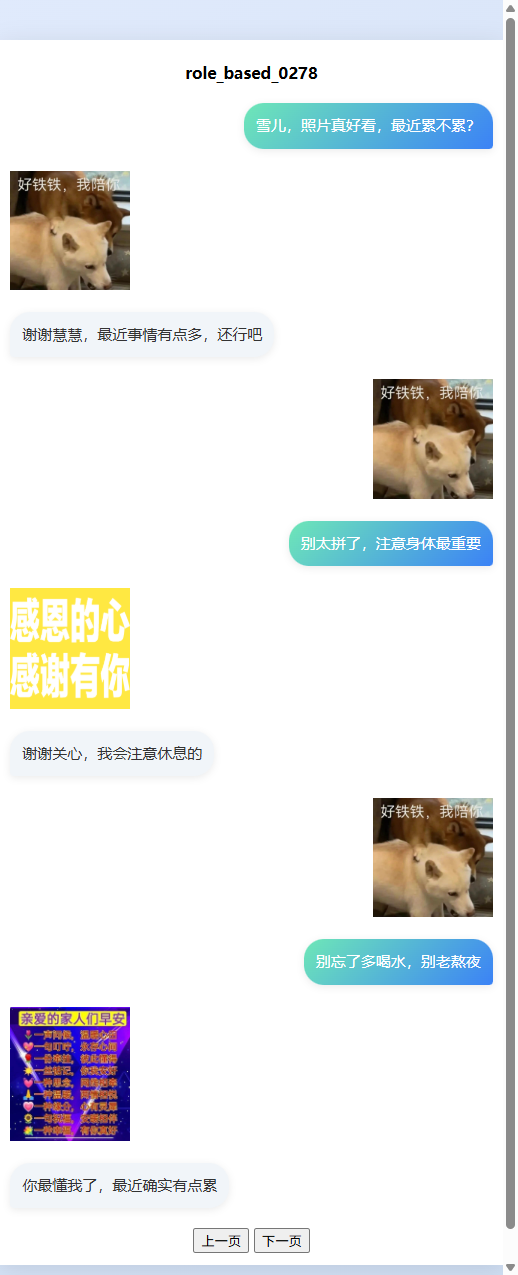 role_based_0278
雪儿，照片真好看，最近累不累？
好铁铁，我陪你
谢谢慧慧，最近事情有点多，还行吧
好铁铁，我陪你
别太拼了，注意身体最重要
感恩的心
感谢有你
谢谢关心，我会注意休息的
好铁铁，我陪你
别忘了多喝水，别老熬夜
亲爱的家人们早安
你最懂我了，最近确实有点累
上一页 下一页